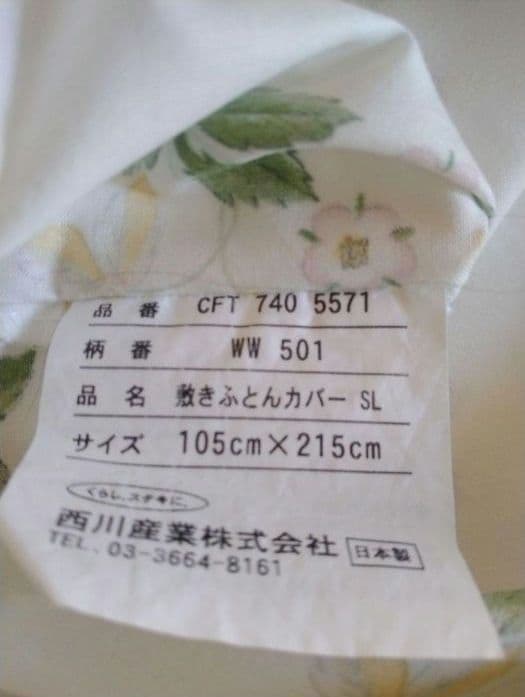 品 番 CFT 740 5571
柄 番 WW 501
品 名 敷きふとんカバー SL
サイズ 105cm×215cm
くらし、ステキに。
西川産業株式会社 日本製
TEL. 03-3664-8161